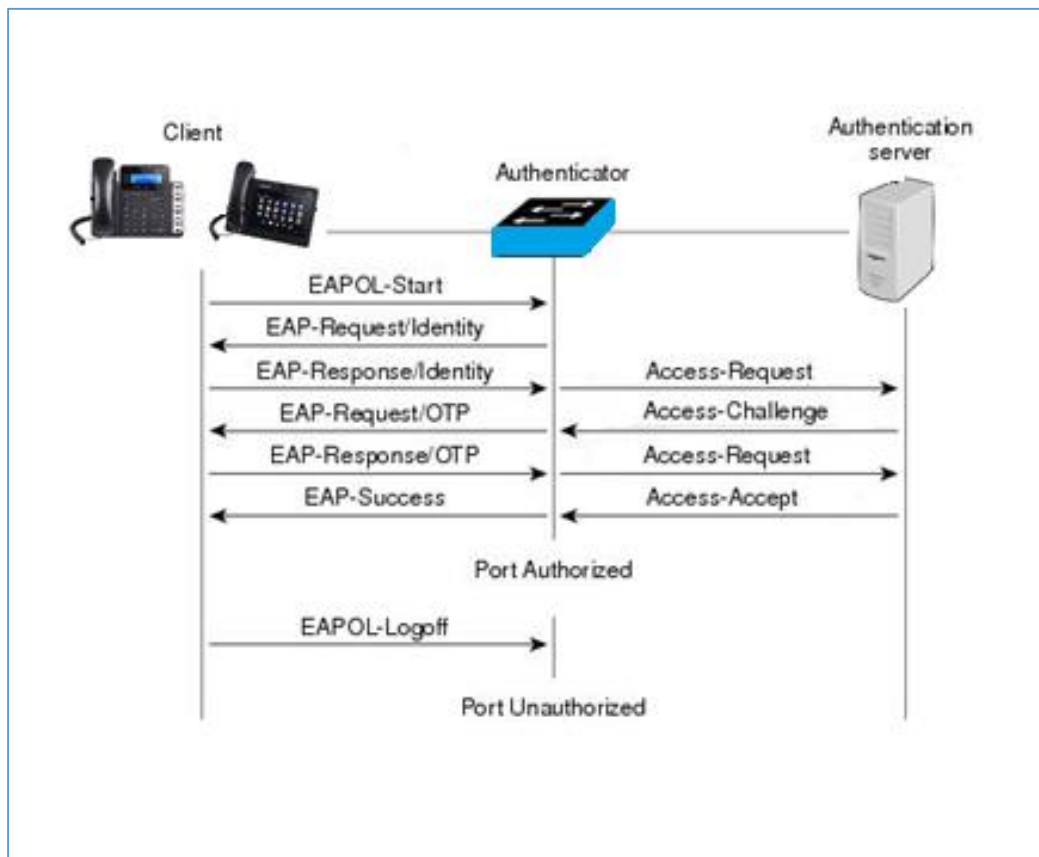 Client
Authentication
server
Authenticator
EAPOL-Start
EAP-Request/Identity
EAP-Response/Identity
Access-Request
EAP-Request/OTP
Access-Challenge
EAP-Response/OTP
Access-Request
EAP-Success
Access-Accept
Port Authorized
EAPOL-Logoff
Port Unauthorized